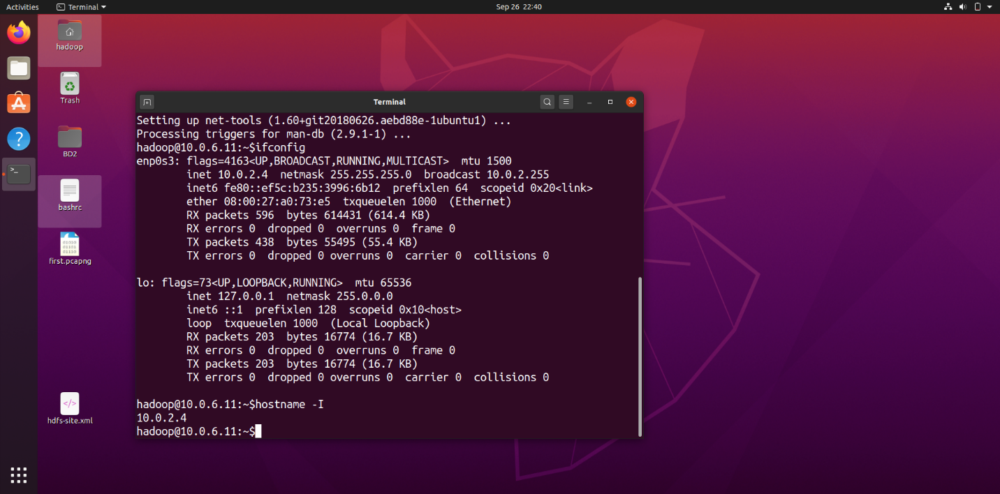 Activities
Terminal
Sep 26 22:40
hadoop
Trash
BD2
bashrc
01010
01101
01110
first.pcapng
</>
hdfs-site.xml
Terminal
Setting up net-tools (1.60+git20180626.aebd88e-1ubuntu1) ...
Processing triggers for man-db (2.9.1-1) ...
hadoop@10.0.6.11:~$ifconfig
enp0s3: flags=4163<UP,BROADCAST,RUNNING,MULTICAST>  mtu 1500
        inet 10.0.2.4  netmask 255.255.255.0  broadcast 10.0.2.255
        inet6 fe80::ef5c:b235:3996:6b12  prefixlen 64  scopeid 0x20<link>
        ether 08:00:27:a0:73:e5  txqueuelen 1000  (Ethernet)
        RX packets 596  bytes 614431 (614.4 KB)
        RX errors 0  dropped 0  overruns 0  frame 0
        TX packets 438  bytes 55495 (55.4 KB)
        TX errors 0  dropped 0 overruns 0  carrier 0  collisions 0
lo: flags=73<UP,LOOPBACK,RUNNING>  mtu 65536
        inet 127.0.0.1  netmask 255.0.0.0
        inet6 ::1  prefixlen 128  scopeid 0x10<host>
        loop  txqueuelen 1000  (Local Loopback)
        RX packets 203  bytes 16774 (16.7 KB)
        RX errors 0  dropped 0  overruns 0  frame 0
        TX packets 203  bytes 16774 (16.7 KB)
        TX errors 0  dropped 0 overruns 0  carrier 0  collisions 0
hadoop@10.0.6.11:~$hostname -I
10.0.2.4
hadoop@10.0.6.11:~$